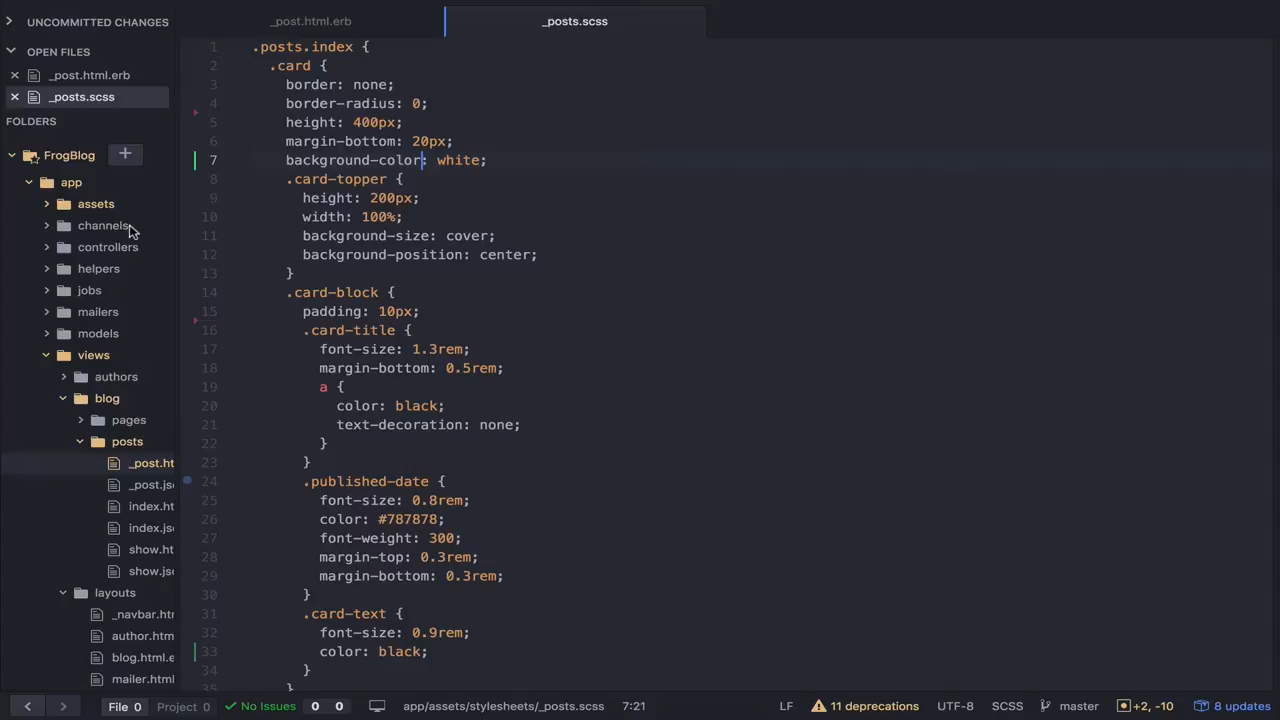 UNCOMMITTED CHANGES
OPEN FILES
_post.html.erb
_posts.scss
FOLDERS
FrogBlog
+
app
assets
channels
controllers
helpers
jobs
mailers
models
views
authors
blog
pages
posts
_post.ht
_post.jso
index.ht
index.jso
show.ht
show.jso
layouts
_navbar.htm
author.htm
blog.html.e
mailer.html
_post.html.erb
_posts.scss
1 .posts.index {
2 .card {
3 border: none;
4 border-radius: 0;
5 height: 400px;
6 margin-bottom: 20px;
7 background-color: white;
8 .card-topper {
9 height: 200px;
10 width: 100%;
11 background-size: cover;
12 background-position: center;
13 }
14 .card-block {
15 padding: 10px;
16 .card-title {
17 font-size: 1.3rem;
18 margin-bottom: 0.5rem;
19 a {
20 color: black;
21 text-decoration: none;
22 }
23 }
24 .published-date {
25 font-size: 0.8rem;
26 color: #787878;
27 font-weight: 300;
28 margin-top: 0.3rem;
29 margin-bottom: 0.3rem;
30 }
31 .card-text {
32 font-size: 0.9rem;
33 color: black;
34 }
35 }
File 0 Project 0 No Issues 0 0 app/assets/stylesheets/_posts.scss 7:21 LF 11 deprecations UTF-8 SCSS master +2, -10 8 updates